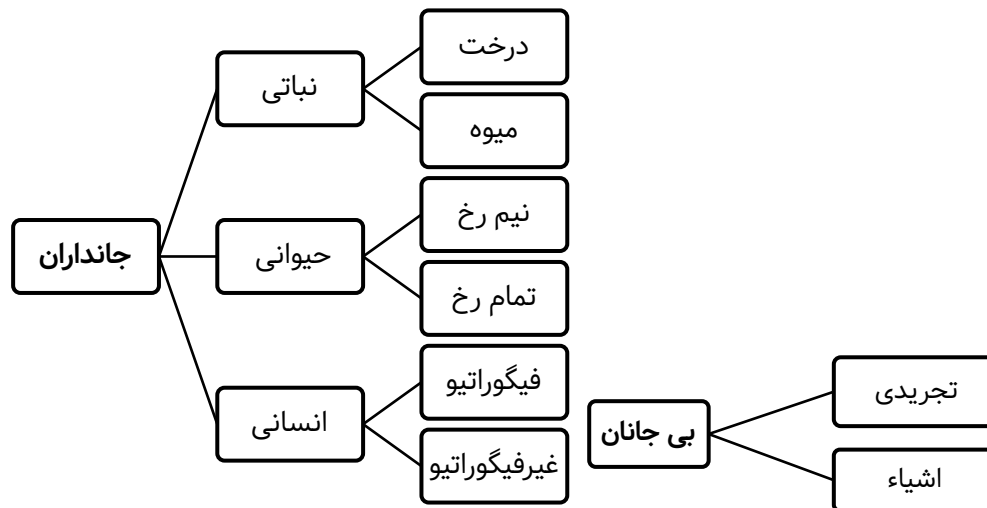 جانداران
نباتی
درخت
میوه
حیوانی
نیم رخ
تمام رخ
انسانی
فیگوراتیو
غیرفیگوراتیو
بی جانان
تجریدی
اشیاء